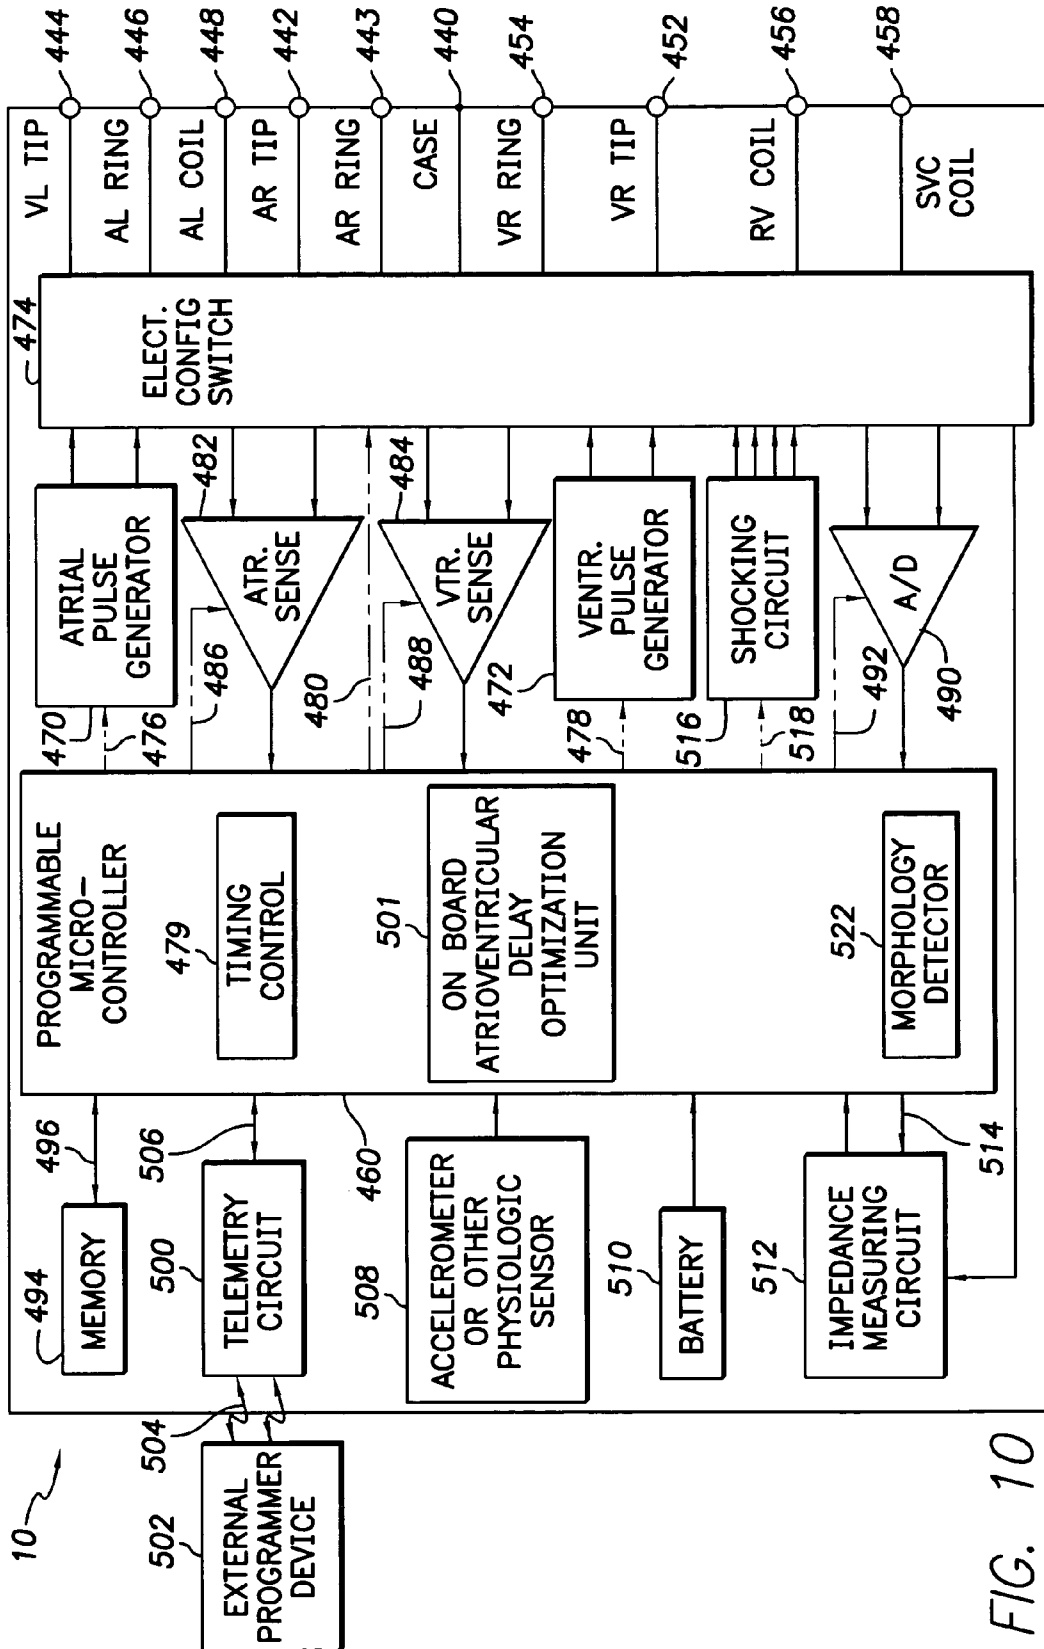 10
502
EXTERNAL
PROGRAMMER
DEVICE
504
494
MEMORY
496
500
TELEMETRY
CIRCUIT
506
460
508
ACCELEROMETER
OR OTHER
PHYSIOLOGIC
SENSOR
510
BATTERY
512
IMPEDANCE
MEASURING
CIRCUIT
514
PROGRAMMABLE
MICRO-
CONTROLLER
479
TIMING
CONTROL
501
ON BOARD
ATRIOVENTRICULAR
DELAY
OPTIMIZATION
UNIT
522
MORPHOLOGY
DETECTOR
470
476
ATRIAL
PULSE
GENERATOR
486
482
ATR.
SENSE
480
488
484
VTR.
SENSE
472
478
VENTR.
PULSE
GENERATOR
516
518
SHOCKING
CIRCUIT
492
490
A/D
474
ELECT.
CONFIG
SWITCH
VL TIP
444
AL RING
446
AL COIL
448
AR TIP
442
AR RING
443
CASE
440
VR RING
454
VR TIP
452
RV COIL
456
SVC
COIL
458
FIG. 10